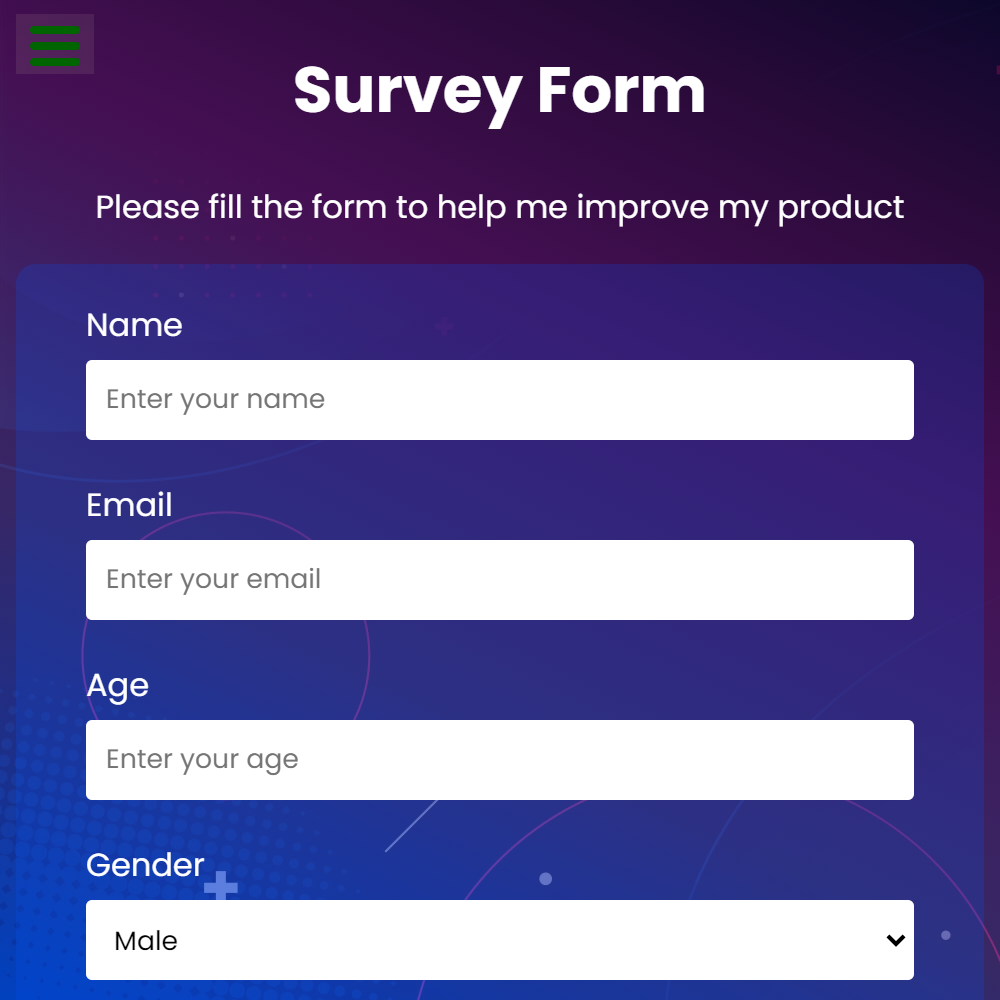 Survey Form
Please fill the form to help me improve my product
Name
Enter your name
Email
Enter your email
Age
Enter your age
Gender
Male